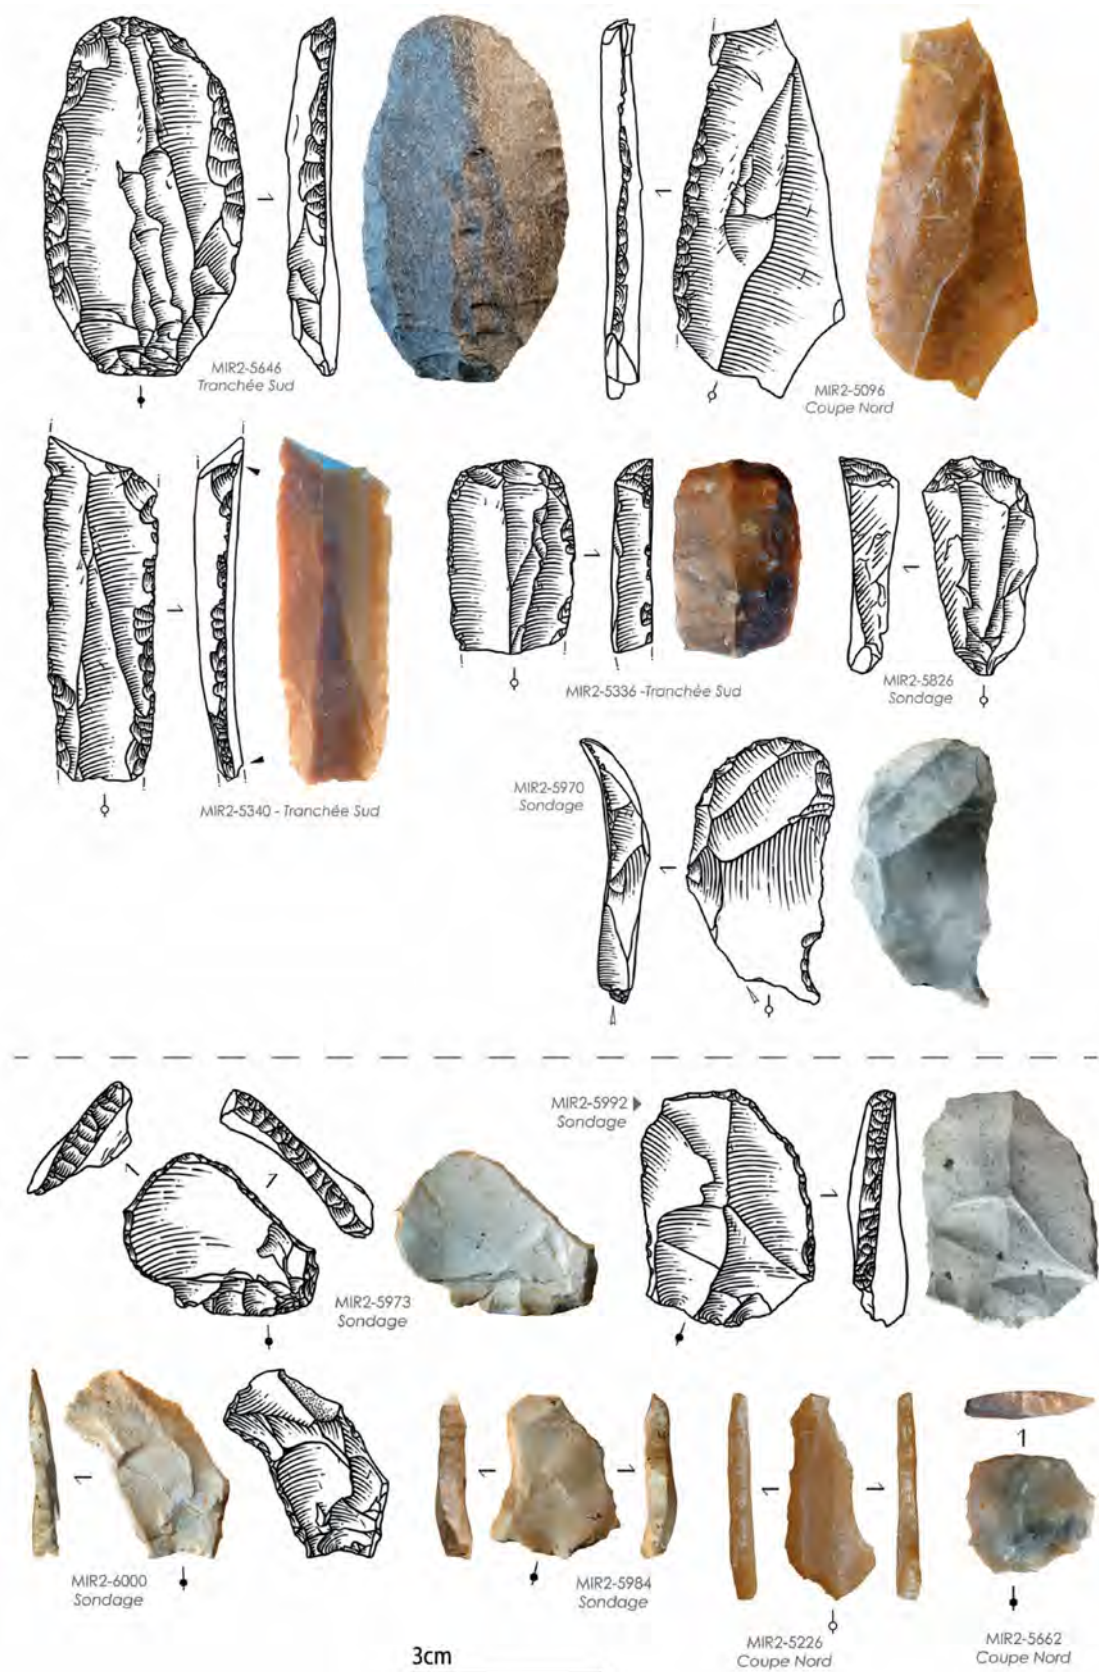 MIR2-5646
Tranchée Sud
MIR2-5096
Coupe Nord
MIR2-5340 - Tranchée Sud
MIR2-5336 -Tranchée Sud
MIR2-5826
Sondage
MIR2-5970
Sondage
MIR2-5992
Sondage
MIR2-5973
Sondage
MIR2-6000
Sondage
MIR2-5984
Sondage
MIR2-5226
Coupe Nord
MIR2-5662
Coupe Nord
3cm